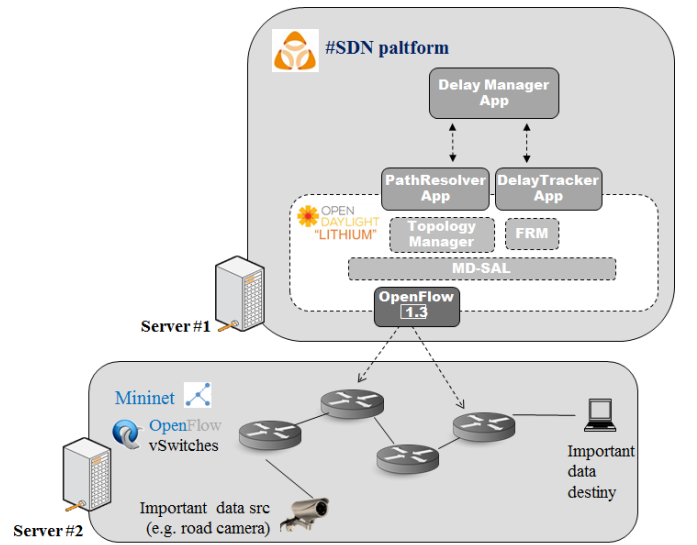 #SDN paltform
Delay Manager
App
PathResolver
App
DelayTracker
App
OPEN
DAYLIGHT
"LITHIUM"
Topology
Manager
FRM
MD-SAL
OpenFlow
1.3
Server #1
Mininet
OpenFlow
vSwitches
Important
data
destiny
Important data src
(e.g. road camera)
Server #2